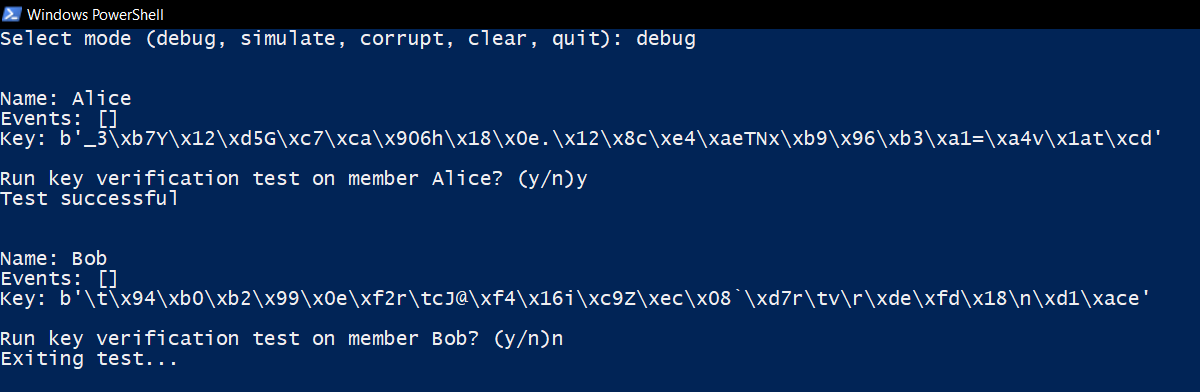 Windows PowerShell
Select mode (debug, simulate, corrupt, clear, quit): debug
Name: Alice
Events: []
Key: b'_3\xb7Y\x12\xd5G\xc7\xca\x906h\x18\x0e.\x12\x8c\xe4\xaeTNx\xb9\x96\xb3\xa1=\xa4v\x1at\xcd'
Run key verification test on member Alice? (y/n)y
Test successful
Name: Bob
Events: []
Key: b'\t\x94\xb0\xb2\x99\x0e\xf2r\tcJ@\xf4\x16i\xc9Z\xec\x08`\xd7r\tv\r\xde\xfd\x18\n\xd1\xace'
Run key verification test on member Bob? (y/n)n
Exiting test...